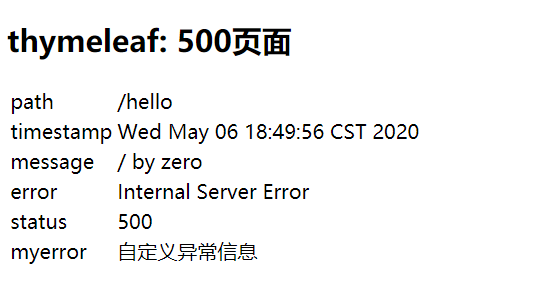 thymeleaf: 500页面
path /hello
timestamp Wed May 06 18:49:56 CST 2020
message / by zero
error Internal Server Error
status 500
myerror 自定义异常信息